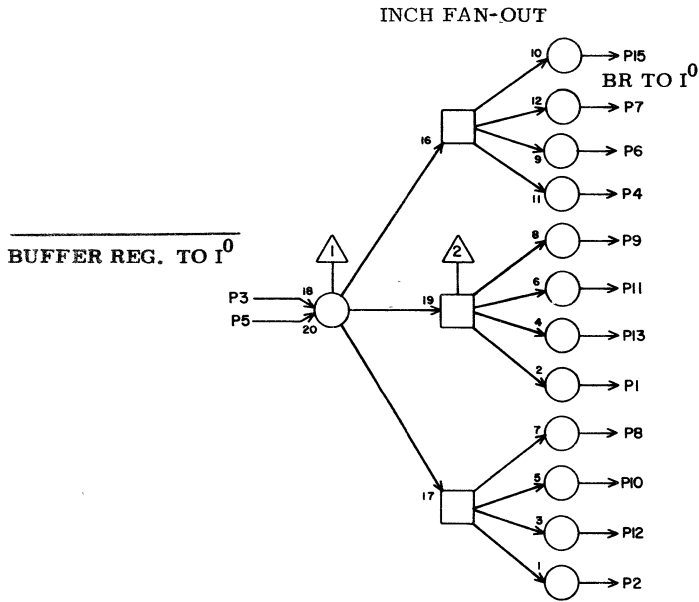 INCH FAN-OUT
10 P15
BR TO I⁰
12 P7
16
9 P6
11 P4
BUFFER REG. TO I⁰
1
2
8 P9
P3 18
6 P11
19
P5 20
4 P13
2 P1
7 P8
17
5 P10
3 P12
1 P2